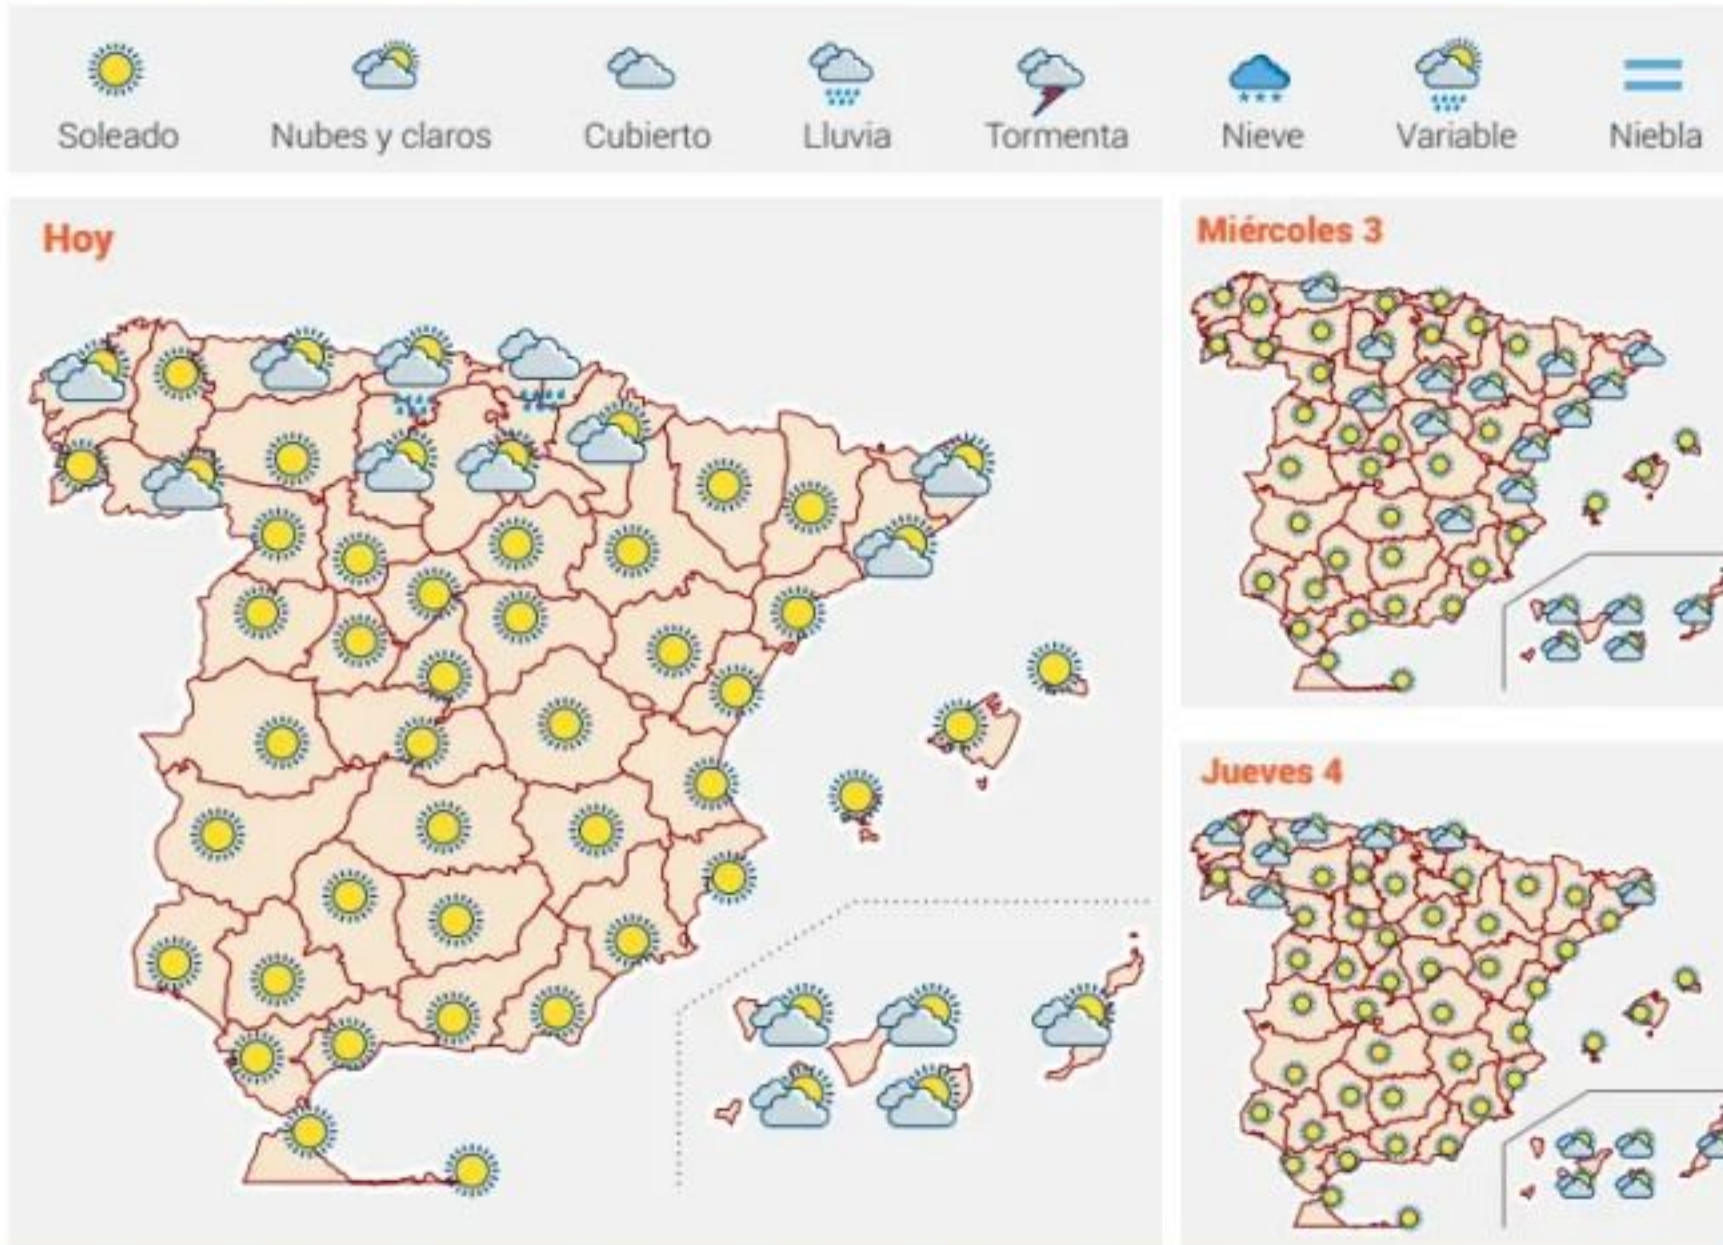 Soleado
Nubes y claros
Cubierto
Lluvia
Tormenta
Nieve
Variable
Niebla
Hoy
Miércoles 3
Jueves 4